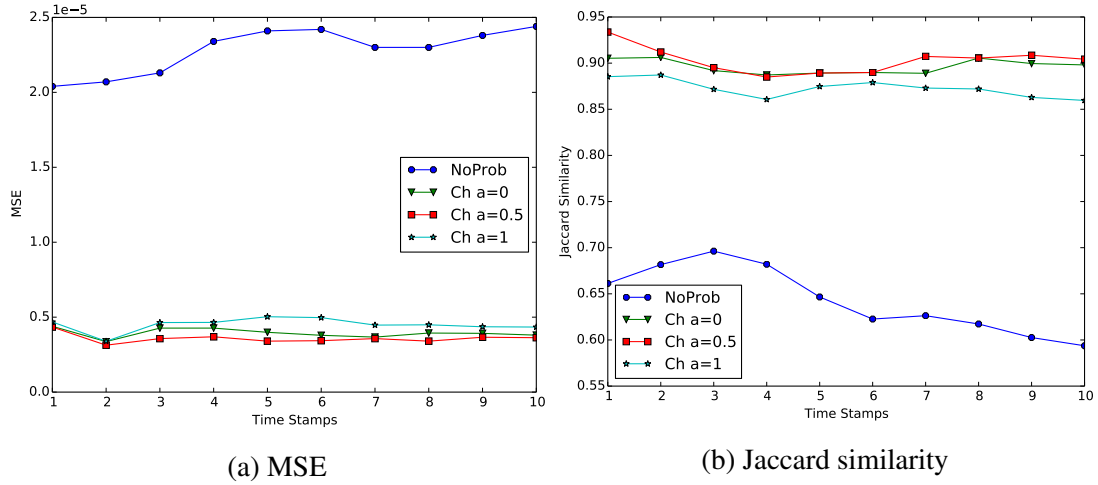 2.5 1e−5
2.0
1.5
1.0
0.5
0.0
MSE
NoProb
Ch a=0
Ch a=0.5
Ch a=1
1 2 3 4 5 6 7 8 9 10
Time Stamps
(a) MSE
0.95
0.90
0.85
0.80
0.75
0.70
0.65
0.60
0.55
Jaccard Similarity
NoProb
Ch a=0
Ch a=0.5
Ch a=1
1 2 3 4 5 6 7 8 9 10
Time Stamps
(b) Jaccard similarity